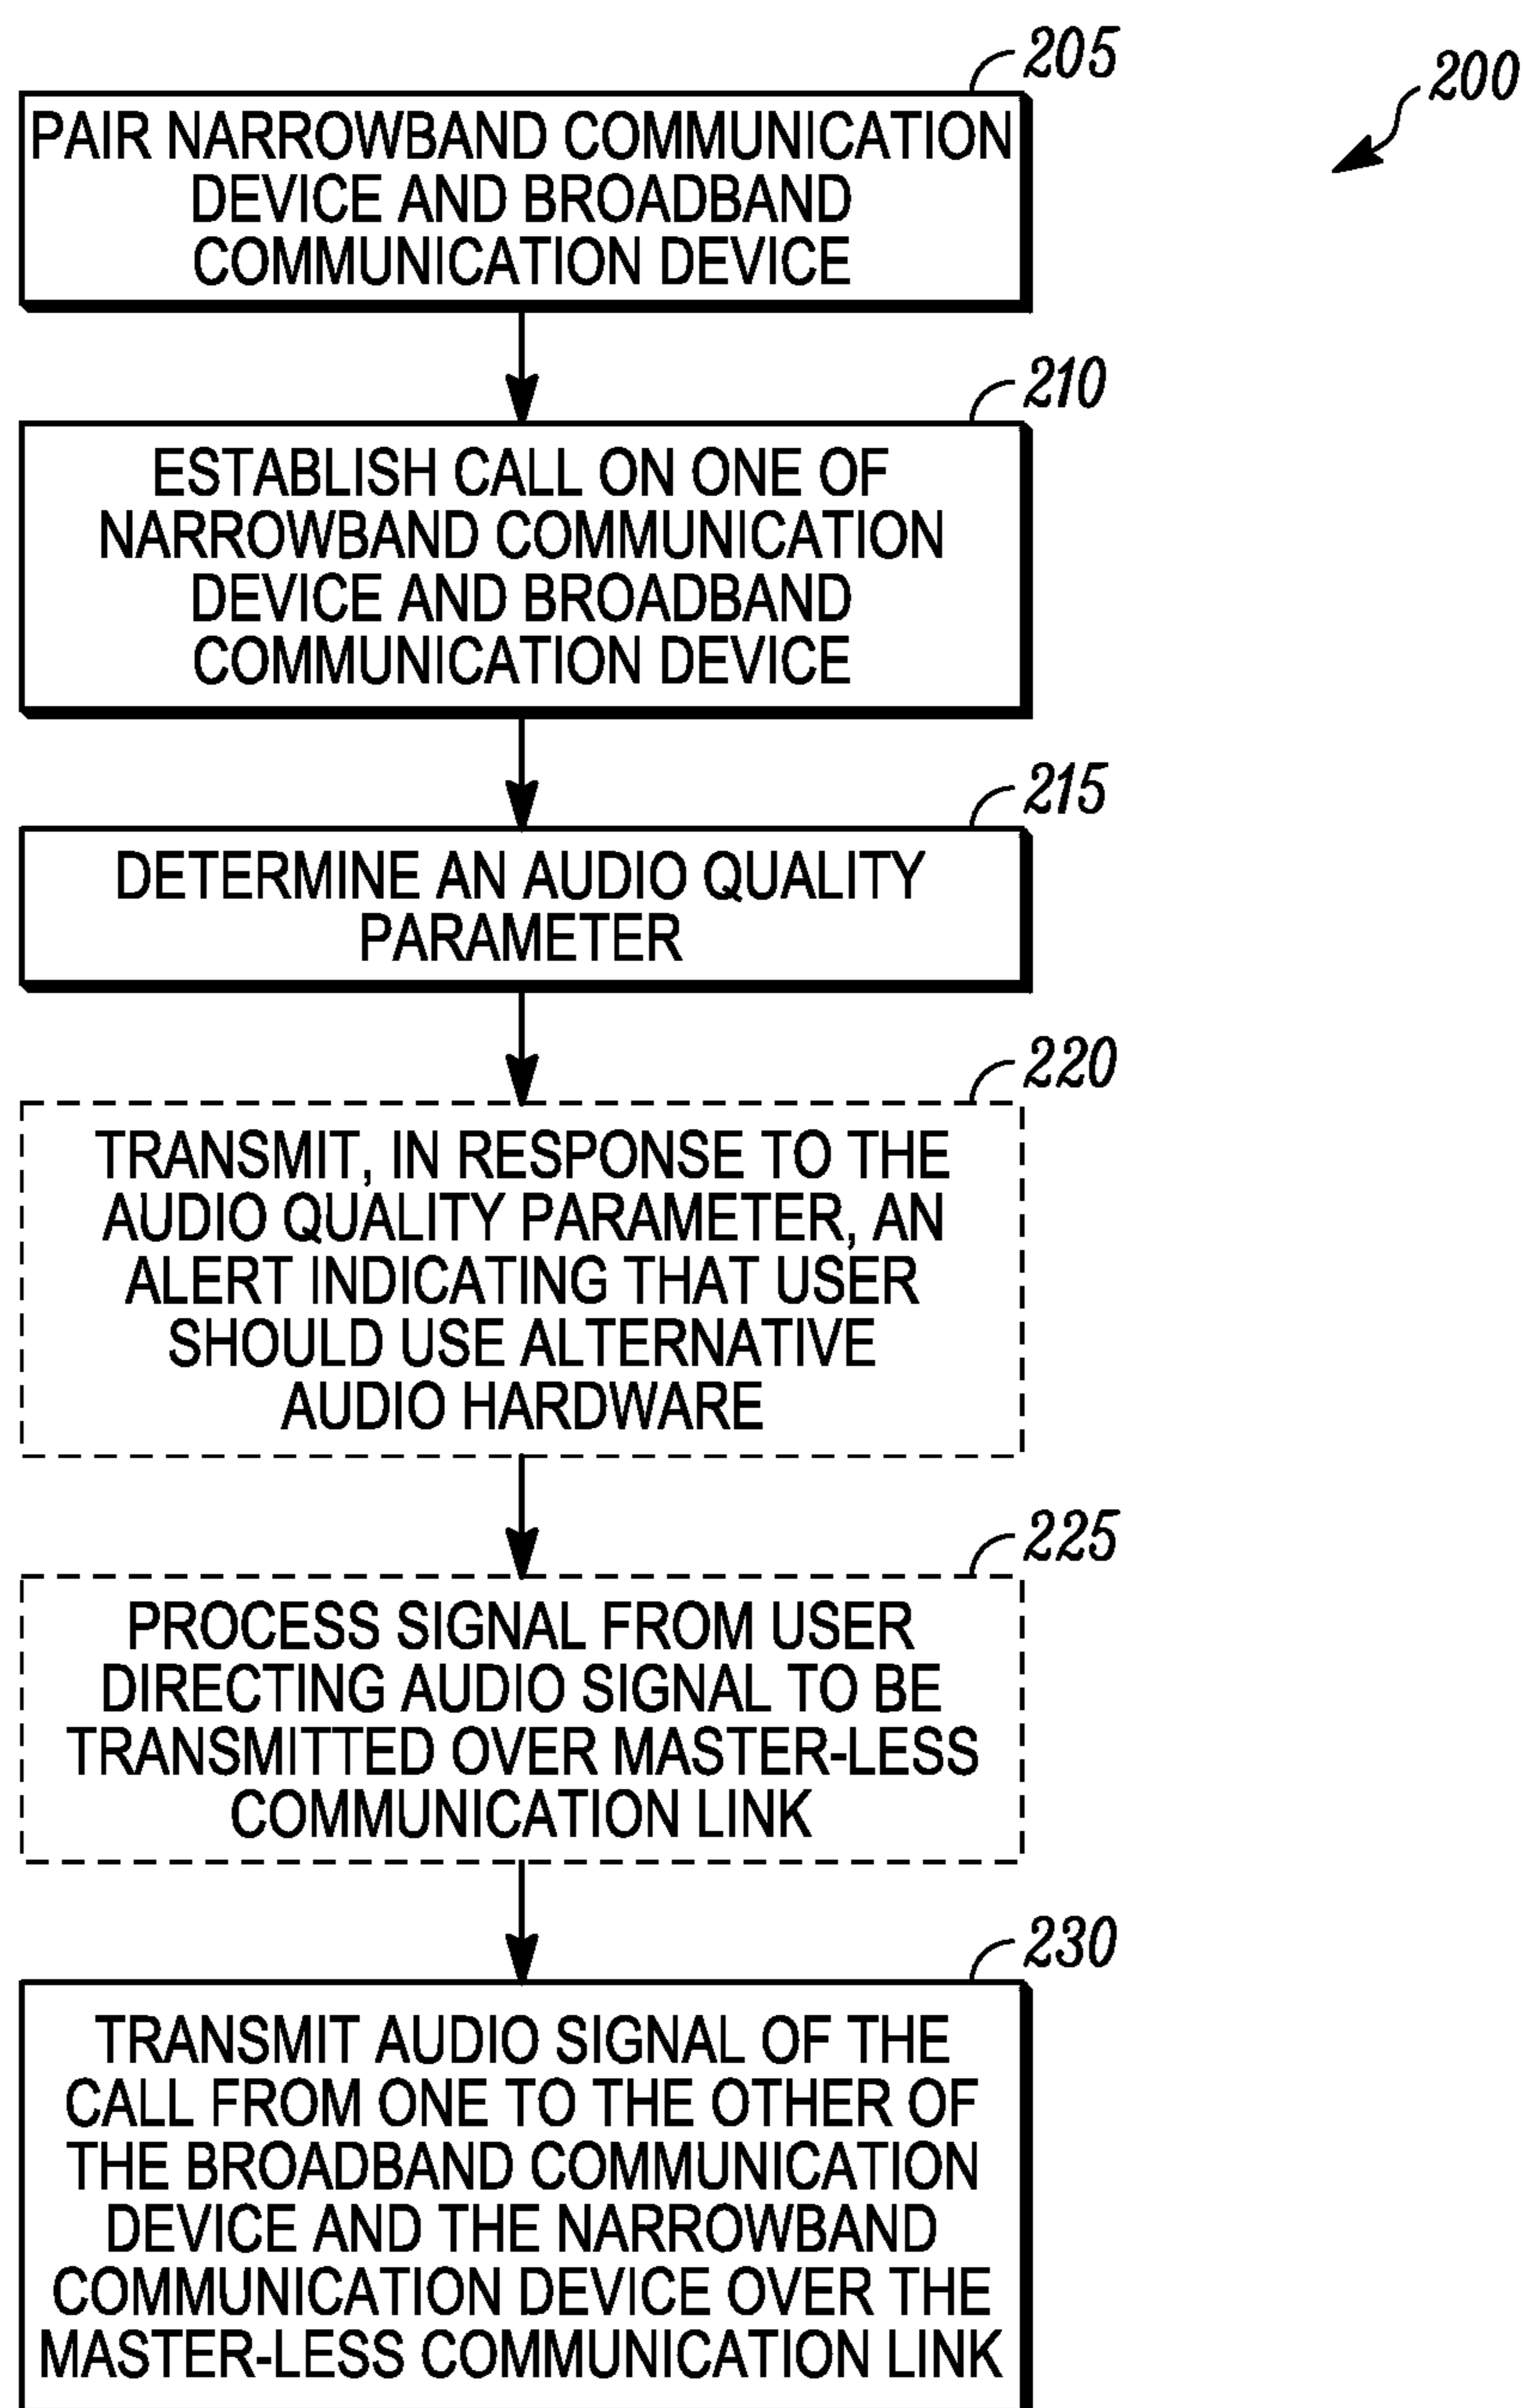 205
200
PAIR NARROWBAND COMMUNICATION
DEVICE AND BROADBAND
COMMUNICATION DEVICE
210
ESTABLISH CALL ON ONE OF
NARROWBAND COMMUNICATION
DEVICE AND BROADBAND
COMMUNICATION DEVICE
215
DETERMINE AN AUDIO QUALITY
PARAMETER
220
TRANSMIT, IN RESPONSE TO THE
AUDIO QUALITY PARAMETER, AN
ALERT INDICATING THAT USER
SHOULD USE ALTERNATIVE
AUDIO HARDWARE
225
PROCESS SIGNAL FROM USER
DIRECTING AUDIO SIGNAL TO BE
TRANSMITTED OVER MASTER-LESS
COMMUNICATION LINK
230
TRANSMIT AUDIO SIGNAL OF THE
CALL FROM ONE TO THE OTHER OF
THE BROADBAND COMMUNICATION
DEVICE AND THE NARROWBAND
COMMUNICATION DEVICE OVER THE
MASTER-LESS COMMUNICATION LINK